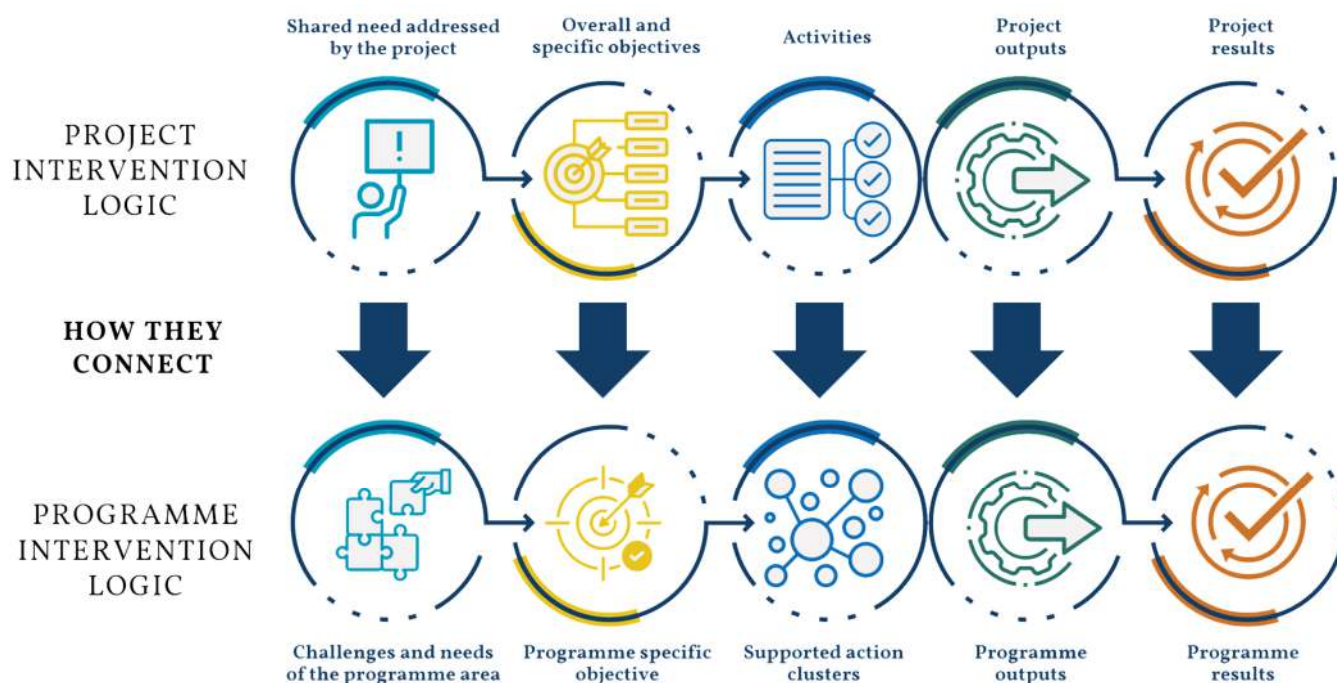 Shared need addressed
by the project
Overall and
specific objectives
Activities
Project
outputs
Project
results
PROJECT
INTERVENTION
LOGIC
HOW THEY
CONNECT
PROGRAMME
INTERVENTION
LOGIC
Challenges and needs
of the programme area
Programme specific
objective
Supported action
clusters
Programme
outputs
Programme
results